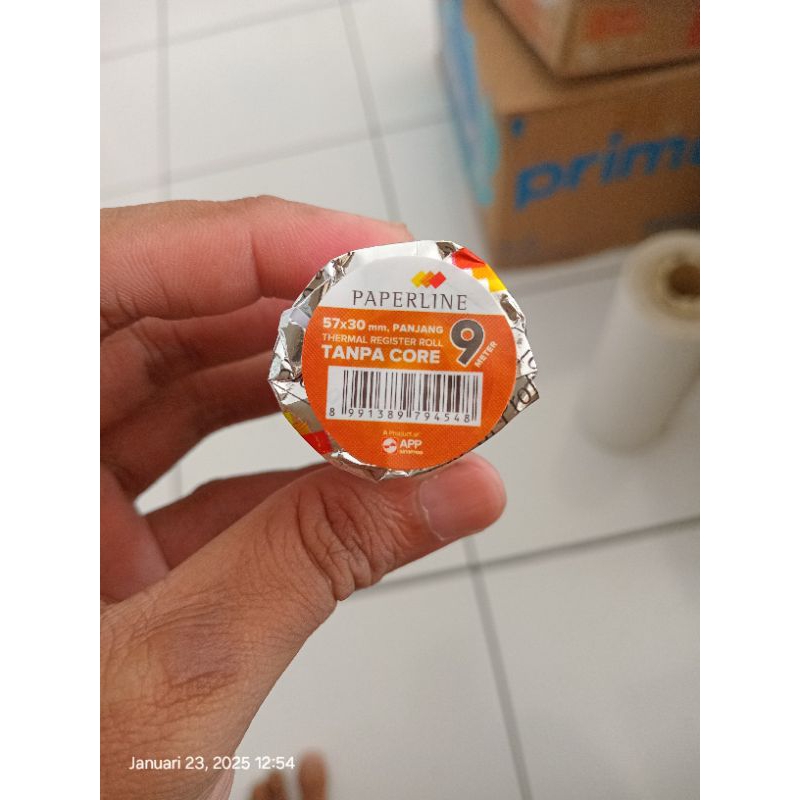 prim
PAPERLINE
57x30 mm, PANJANG
THERMAL REGISTER ROLL
TANPA CORE
9
METER
8 991389 794548
A Product of
APP
Januari 23, 2025 12:54